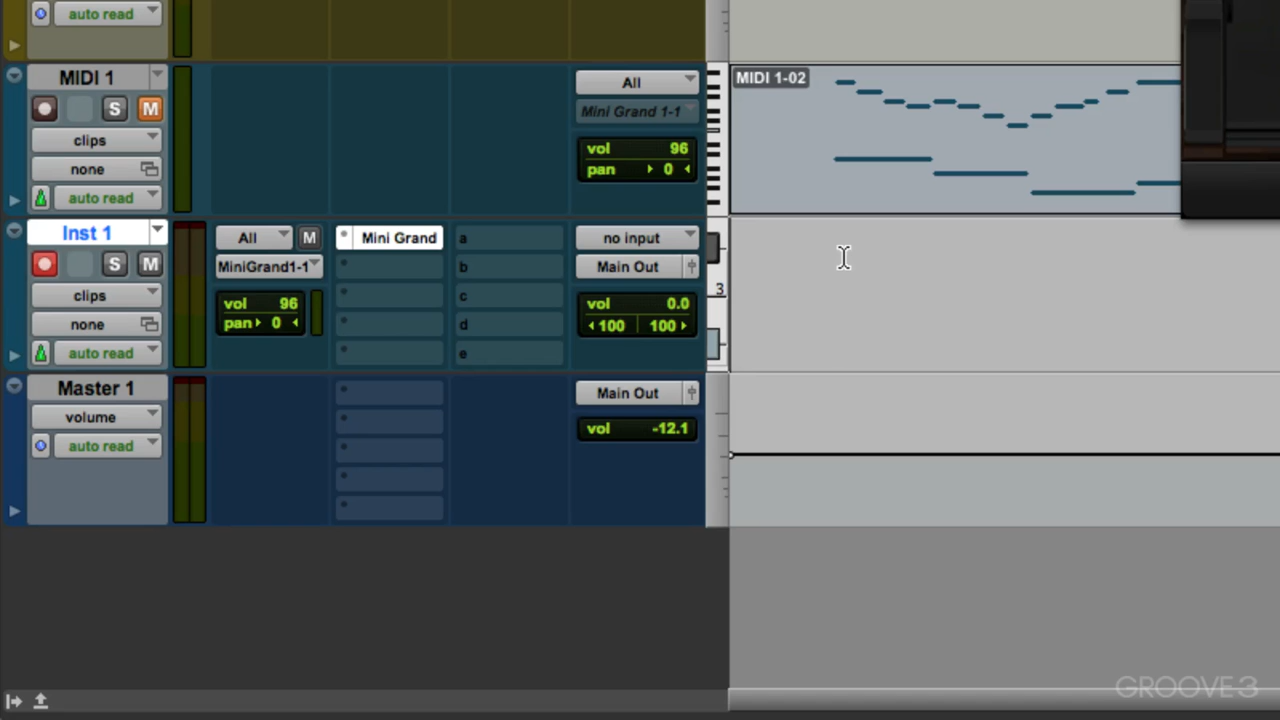 auto read
MIDI 1
S M
clips
none
auto read
All
Mini Grand 1-1
vol 96
pan 0
MIDI 1-02
Inst 1
S M
clips
none
auto read
All M
MiniGrand1-1
vol 96
pan 0
Mini Grand
a
b
c
d
e
no input
Main Out
vol 0.0
100 100
3
Master 1
volume
auto read
Main Out
vol -12.1
GROOVE3